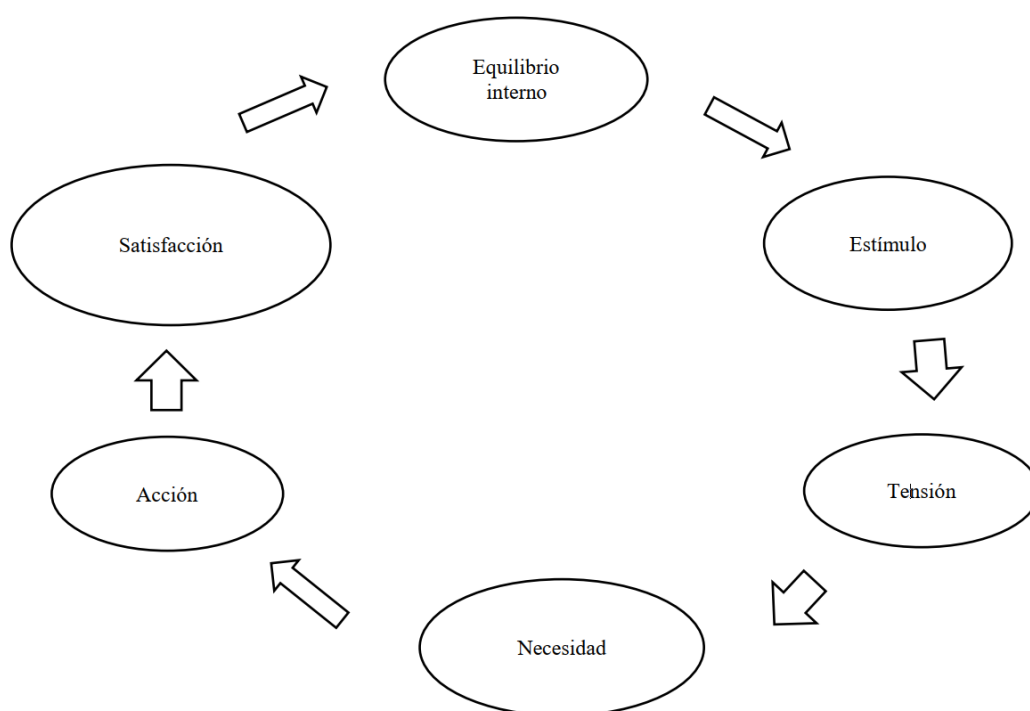 Equilibrio
interno
Estímulo
Tensión
Necesidad
Acción
Satisfacción